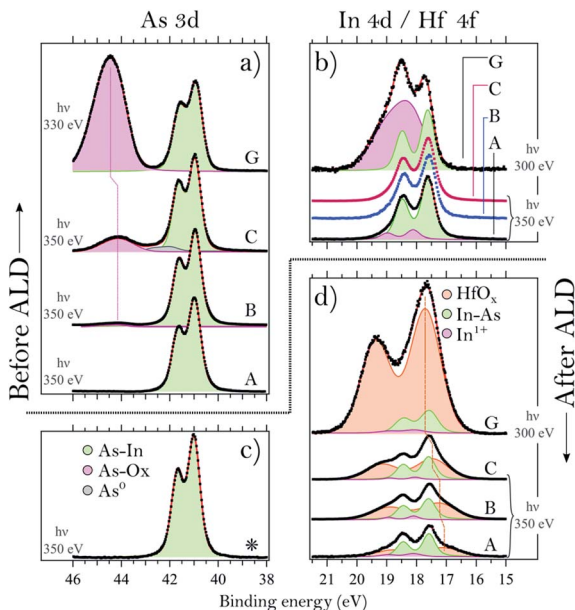 As 3d
In 4d / Hf 4f
a)
hν
330 eV
G
hν
350 eV
C
hν
350 eV
B
hν
350 eV
A
Before ALD
b)
G
C
B
A
hν
300 eV
hν
350 eV
c)
As-In
As-Ox
As⁰
hν
350 eV
*
46 44 42 40 38
d)
HfOₓ
In-As
In¹⁺
G
hν
300 eV
C
B
hν
350 eV
A
After ALD
21 20 19 18 17 16 15
Binding energy (eV)